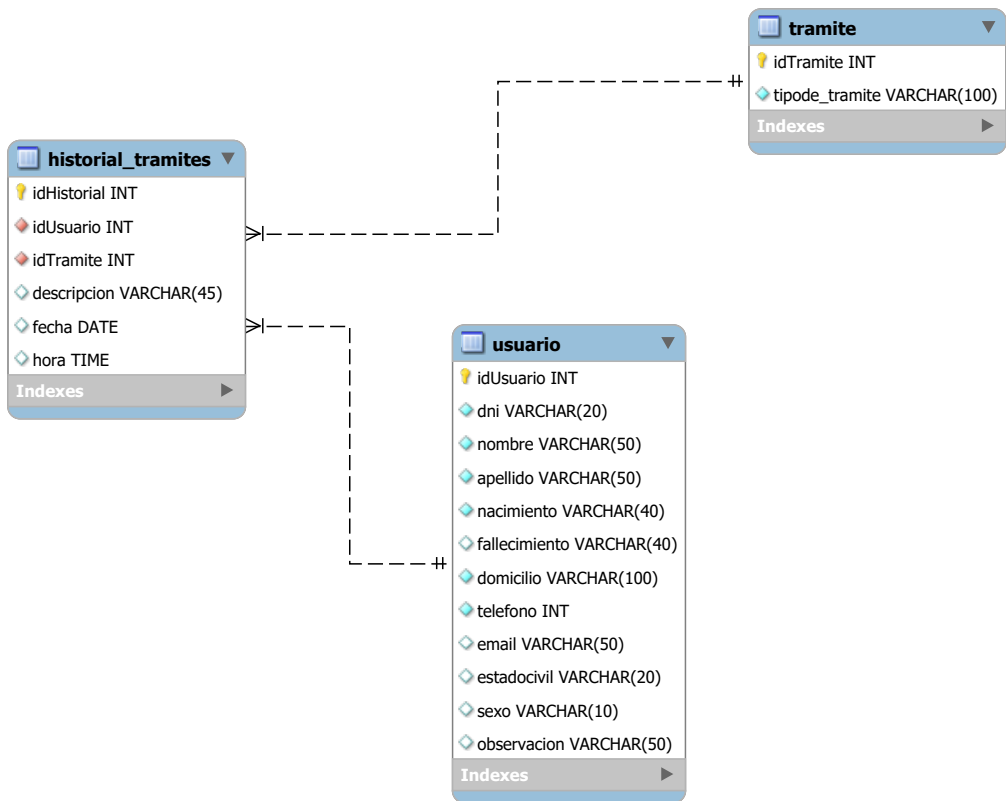 tramite
idTramite INT
tipode_tramite VARCHAR(100)
Indexes
historial_tramites
idHistorial INT
idUsuario INT
idTramite INT
descripcion VARCHAR(45)
fecha DATE
hora TIME
Indexes
usuario
idUsuario INT
dni VARCHAR(20)
nombre VARCHAR(50)
apellido VARCHAR(50)
nacimiento VARCHAR(40)
fallecimiento VARCHAR(40)
domicilio VARCHAR(100)
telefono INT
email VARCHAR(50)
estadocivil VARCHAR(20)
sexo VARCHAR(10)
observacion VARCHAR(50)
Indexes